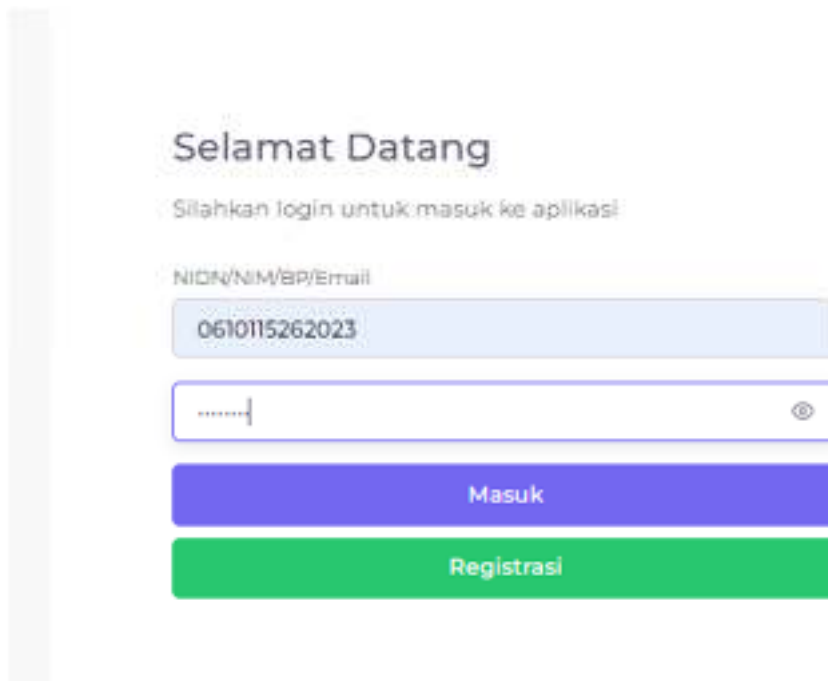 Selamat Datang
Silahkan login untuk masuk ke aplikasi
NIDN/NIM/BP/Email
0610115262023
........
Masuk
Registrasi